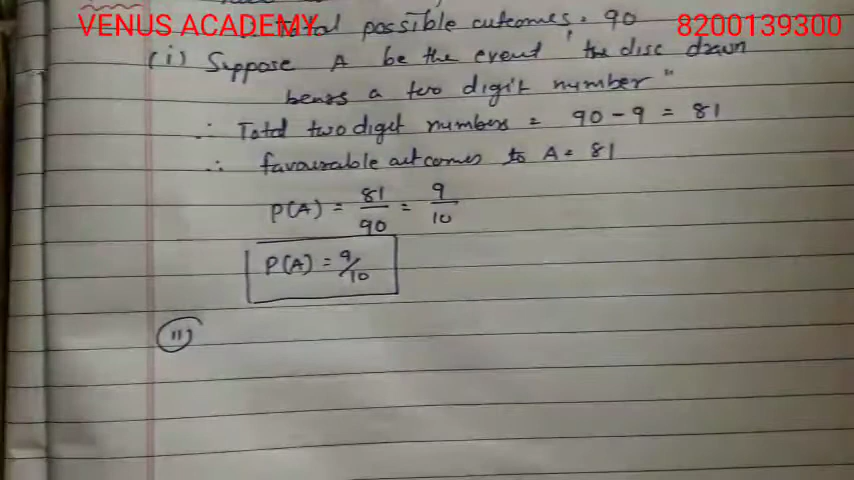 VENUS ACADEMY
8200139300
Total possible outcomes = 90
(i) Suppose A be the event "the disc drawn
bears a two digit number"
∴ Total two digit numbers = 90 - 9 = 81
∴ favourable outcomes to A = 81
P(A) = 81/90 = 9/10
P(A) = 9/10
ii)